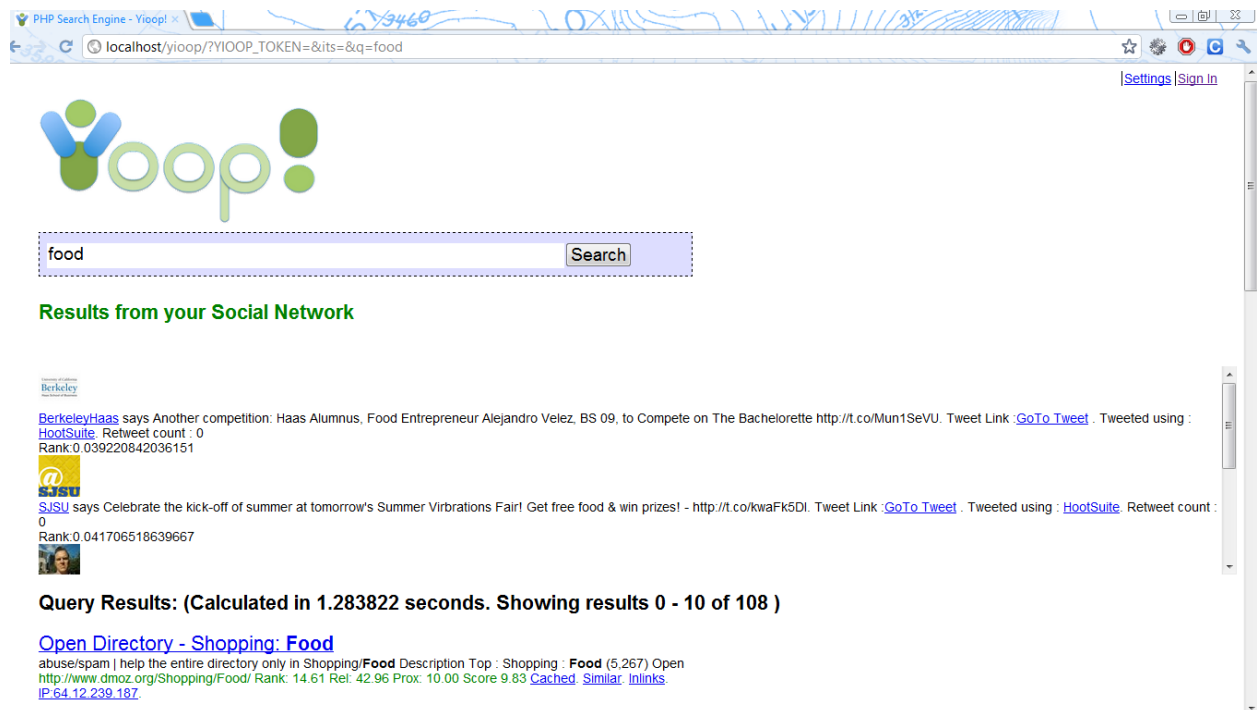 PHP Search Engine - Yioop! ×
localhost/yioop/?YIOOP_TOKEN=&its=&q=food
|Settings |Sign In
Yoop!
food Search
Results from your Social Network
Berkeley
BerkeleyHaas says Another competition: Haas Alumnus, Food Entrepreneur Alejandro Velez, BS 09, to Compete on The Bachelorette http://t.co/Mun1SeVU. Tweet Link :GoTo Tweet . Tweeted using :
HootSuite. Retweet count : 0
Rank:0.039220842036151
@
SJSU
SJSU says Celebrate the kick-off of summer at tomorrow's Summer Virbrations Fair! Get free food & win prizes! - http://t.co/kwaFk5DI. Tweet Link :GoTo Tweet . Tweeted using : HootSuite. Retweet count :
0
Rank:0.041706518639667
Query Results: (Calculated in 1.283822 seconds. Showing results 0 - 10 of 108 )
Open Directory - Shopping: Food
abuse/spam | help the entire directory only in Shopping/Food Description Top : Shopping : Food (5,267) Open
http://www.dmoz.org/Shopping/Food/ Rank: 14.61 Rel: 42.96 Prox: 10.00 Score 9.83 Cached. Similar. Inlinks.
IP:64.12.239.187.